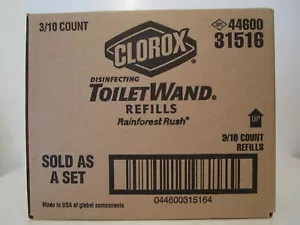 3/10 COUNT
44600
31516
CLOROX
DISINFECTING
TOILETWAND®
REFILLS
Rainforest Rush®
UP
3/10 COUNT
REFILLS
SOLD AS
A SET
Made in USA of global components
044600315164